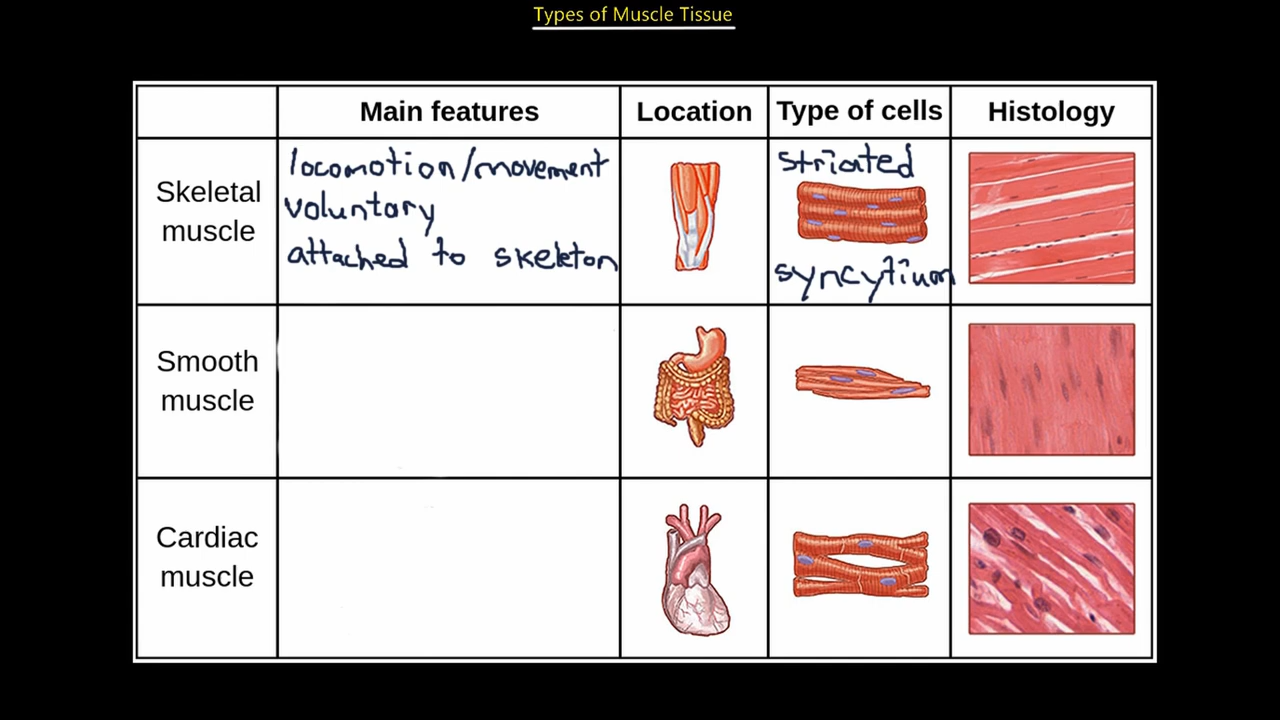 Types of Muscle Tissue
Main features
Location
Type of cells
Histology
Skeletal
muscle
locomotion/movement
voluntary
attached to skeleton
striated
syncytium
Smooth
muscle
Cardiac
muscle